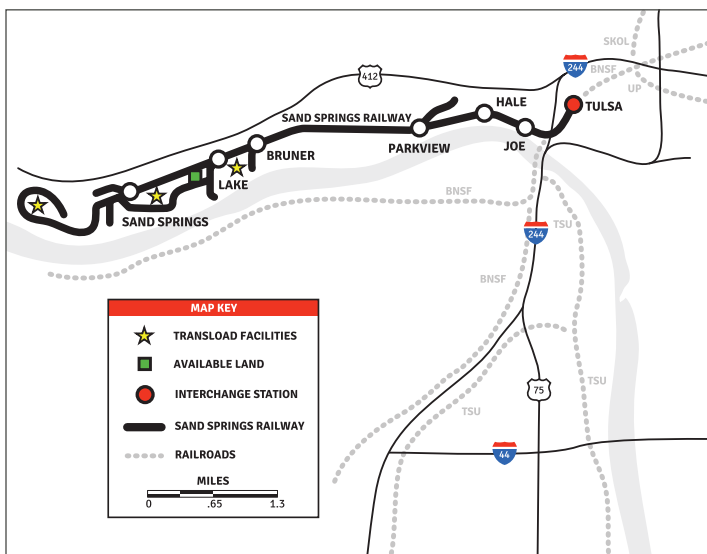 SKOL
244
BNSF
412
UP
HALE
TULSA
SAND SPRINGS RAILWAY
JOE
PARKVIEW
BRUNER
LAKE
BNSF
SAND SPRINGS
TSU
244
BNSF
MAP KEY
TRANSLOAD FACILITIES
AVAILABLE LAND
INTERCHANGE STATION
SAND SPRINGS RAILWAY
RAILROADS
MILES
0 .65 1.3
75
TSU
TSU
44